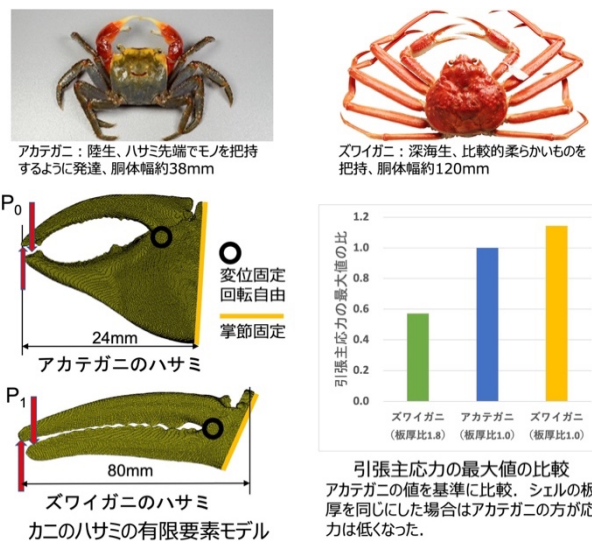 アカテガニ：陸生、ハサミ先端でモノを把持
するように発達、胴体幅約38mm
ズワイガニ：深海生、比較的柔らかいものを
把持、胴体幅約120mm
P0
変位固定
回転自由
掌節固定
24mm
アカテガニのハサミ
P1
80mm
ズワイガニのハサミ
カニのハサミの有限要素モデル
引張主応力の最大値の比
1.2
1.0
0.8
0.6
0.4
0.2
0.0
ズワイガニ アカテガニ ズワイガニ
（板厚比1.8） （板厚比1.0） （板厚比1.0）
引張主応力の最大値の比較
アカテガニの値を基準に比較．シェルの板
厚を同じにした場合はアカテガニの方が応
力は低くなった．